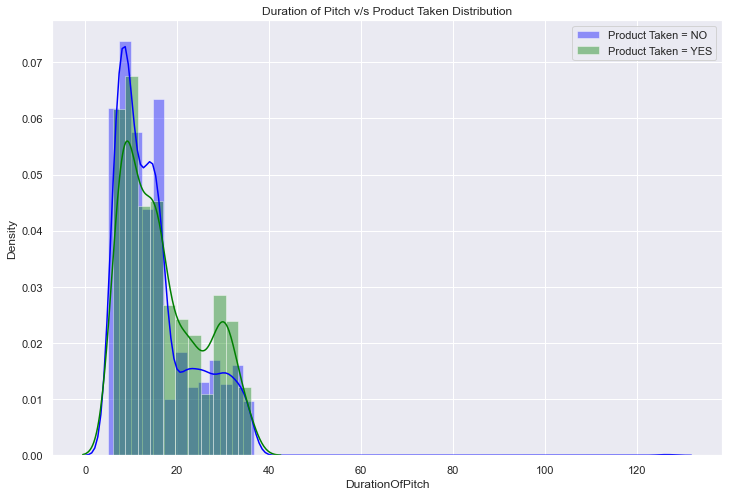 Duration of Pitch v/s Product Taken Distribution
Product Taken = NO
Product Taken = YES
0.07
0.06
0.05
0.04
0.03
0.02
0.01
0.00
Density
0 20 40 60 80 100 120
DurationOfPitch